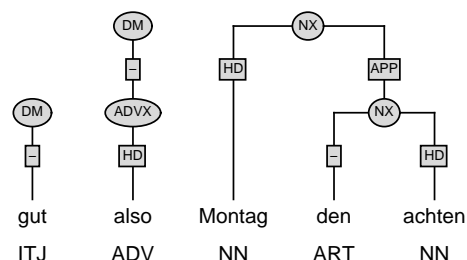 DM NX
– HD APP
DM ADVX NX
– HD – HD
gut also Montag den achten
ITJ ADV NN ART NN